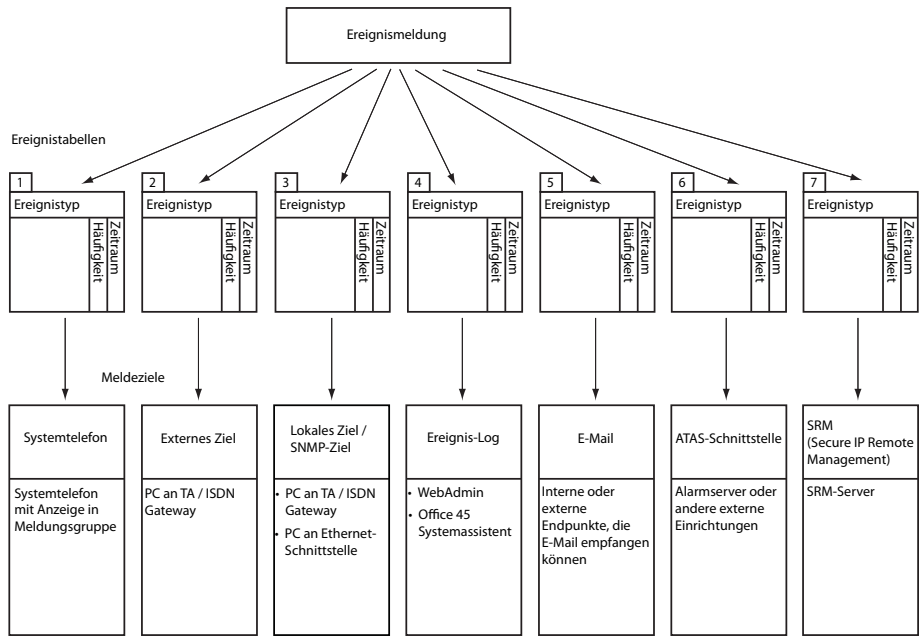 Ereignismeldung
Ereignistabellen
1
2
3
4
5
6
7
Ereignistyp
Häufigkeit
Zeitraum
Ereignistyp
Häufigkeit
Zeitraum
Ereignistyp
Häufigkeit
Zeitraum
Ereignistyp
Häufigkeit
Zeitraum
Ereignistyp
Häufigkeit
Zeitraum
Ereignistyp
Häufigkeit
Zeitraum
Ereignistyp
Häufigkeit
Zeitraum
Meldeziele
Systemtelefon
Systemtelefon
mit Anzeige in
Meldungsgruppe
Externes Ziel
PC an TA / ISDN
Gateway
Lokales Ziel /
SNMP-Ziel
• PC an TA / ISDN
Gateway
• PC an Ethernet-
Schnittstelle
Ereignis-Log
• WebAdmin
• Office 45
Systemassistent
E-Mail
Interne oder
externe
Endpunkte, die
E-Mail empfangen
können
ATAS-Schnittstelle
Alarmserver oder
andere externe
Einrichtungen
SRM
(Secure IP Remote
Management)
SRM-Server